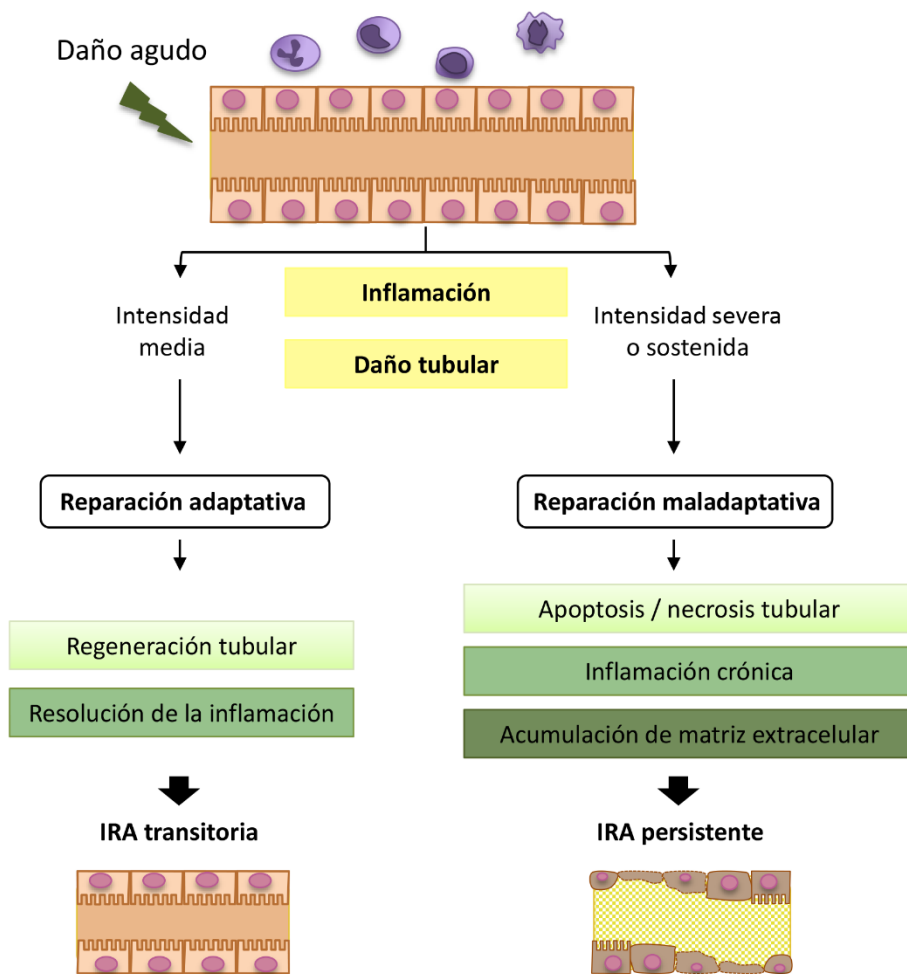 Daño agudo
Inflamación
Daño tubular
Intensidad
media
Intensidad severa
o sostenida
Reparación adaptativa
Reparación maladaptativa
Regeneración tubular
Resolución de la inflamación
Apoptosis / necrosis tubular
Inflamación crónica
Acumulación de matriz extracelular
IRA transitoria
IRA persistente